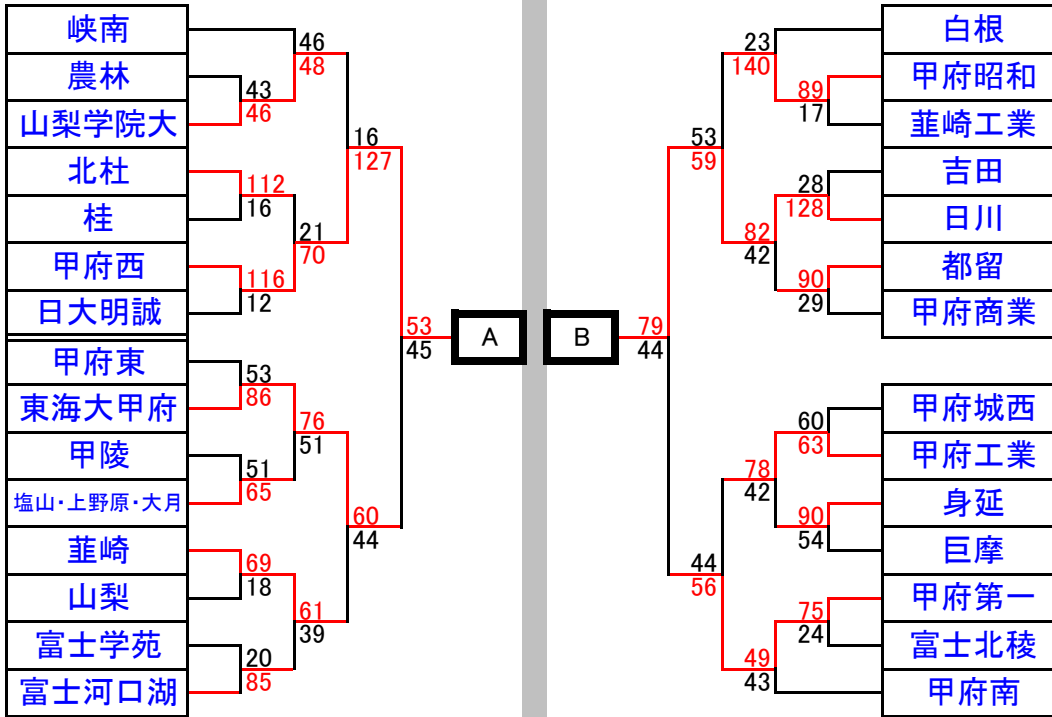 峡南
農林
山梨学院大
北杜
桂
甲府西
日大明誠
甲府東
東海大甲府
甲陵
塩山・上野原・大月
韮崎
山梨
富士学苑
富士河口湖
43
46
112
16
116
12
53
86
51
65
69
18
20
85
46
48
21
70
76
51
61
39
16
127
60
44
53
45
A
B
79
44
53
59
44
56
23
140
82
42
78
42
49
43
89
17
28
128
90
29
60
63
90
54
75
24
白根
甲府昭和
韮崎工業
吉田
日川
都留
甲府商業
甲府城西
甲府工業
身延
巨摩
甲府第一
富士北稜
甲府南